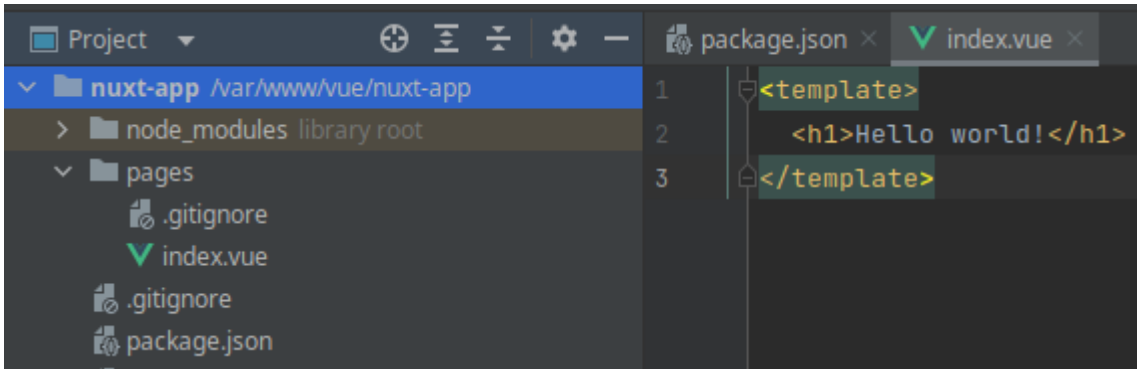 Project
package.json
index.vue
nuxt-app /var/www/vue/nuxt-app
node_modules library root
pages
.gitignore
index.vue
.gitignore
package.json
1 <template>
2 <h1>Hello world!</h1>
3 </template>